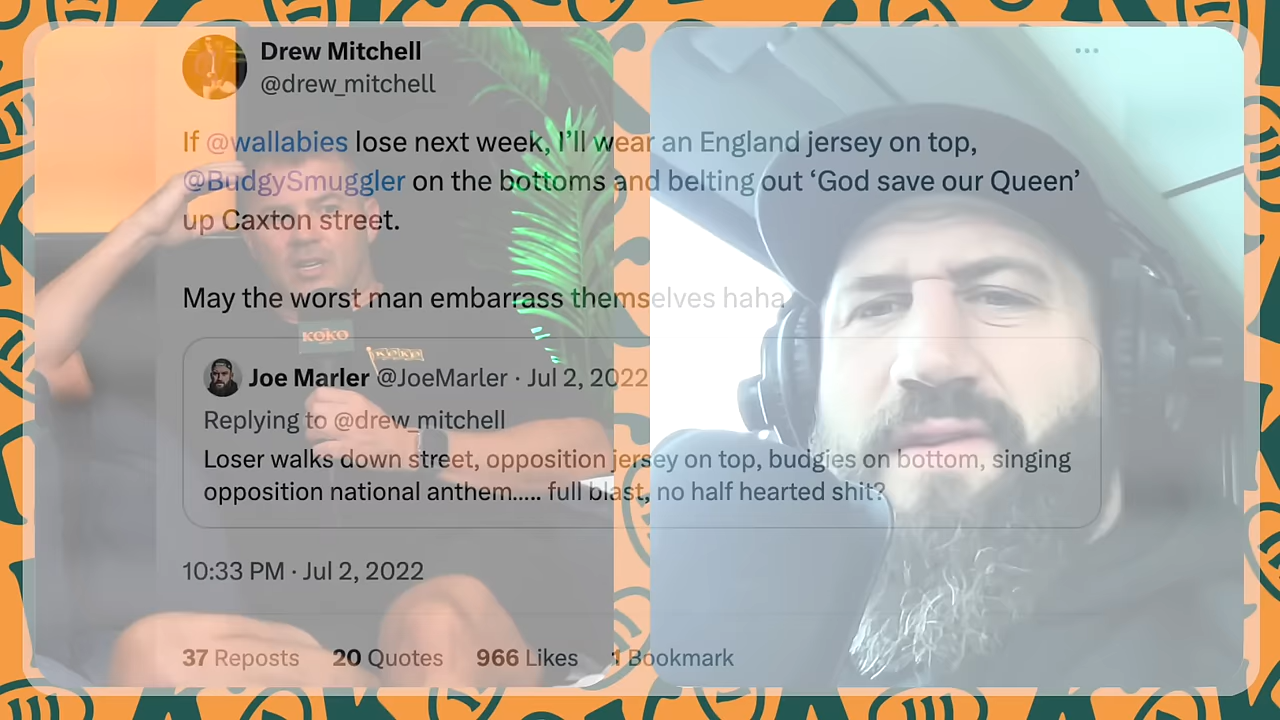 Drew Mitchell
@drew_mitchell
If @wallabies lose next week, I’ll wear an England jersey on top,
@BudgySmuggler on the bottoms and belting out ‘God save our Queen’
up Caxton street.
May the worst man embarrass themselves haha
KOKO
KOKO
Joe Marler @JoeMarler · Jul 2, 2022
Replying to @drew_mitchell
Loser walks down street, opposition jersey on top, budgies on bottom, singing
opposition national anthem..... full blast, no half hearted shit?
10:33 PM · Jul 2, 2022
37 Reposts 20 Quotes 966 Likes 1 Bookmark